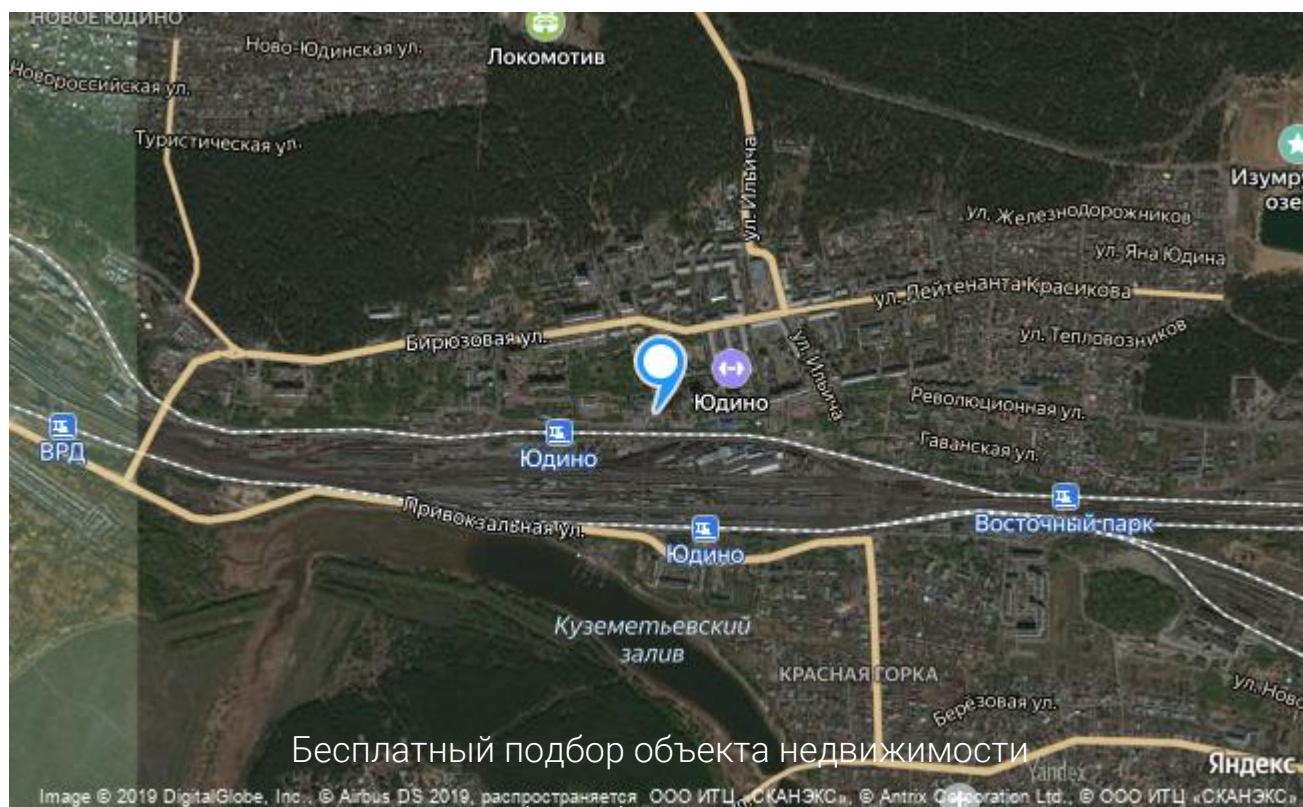 НОВОЕ ЮДИНО
Ново-Юдинская ул.
Локомотив
Новороссийская ул.
Туристическая ул.
ул. Ильича
Изумр
озе
ул. Железнодорожников
ул. Яна Юдина
ул. Лейтенанта Красикова
Бирюзовая ул.
ул. Тепловозников
ул. Ильича
Юдино
Революционная ул.
Гаванская ул.
ВРД
Юдино
Восточный парк
Привокзальная ул.
Юдино
Куземетьевский
залив
КРАСНАЯ ГОРКА
Берёзовая ул.
ул. Ново
Бесплатный подбор объекта недвижимости
Yandex
Яндекс
Image © 2019 DigitalGlobe, Inc., © Airbus DS 2019, распространяется ООО ИТЦ «СКАНЭКС», © Antrix Corporation Ltd., © ООО ИТЦ «СКАНЭКС»